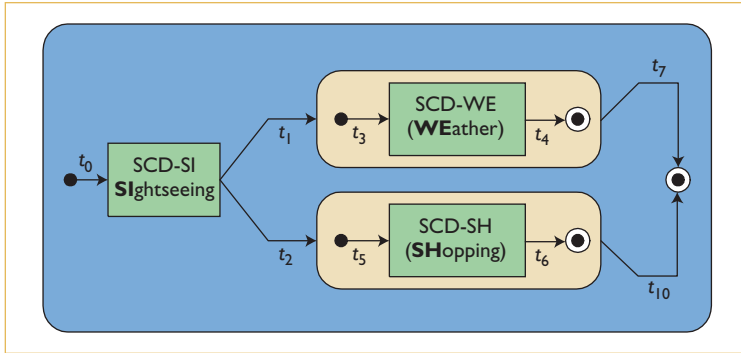 t7
SCD-WE
(WEather)
t1
t3
t4
t0
SCD-SI
SIghtseeing
SCD-SH
(SHopping)
t2
t5
t6
t10